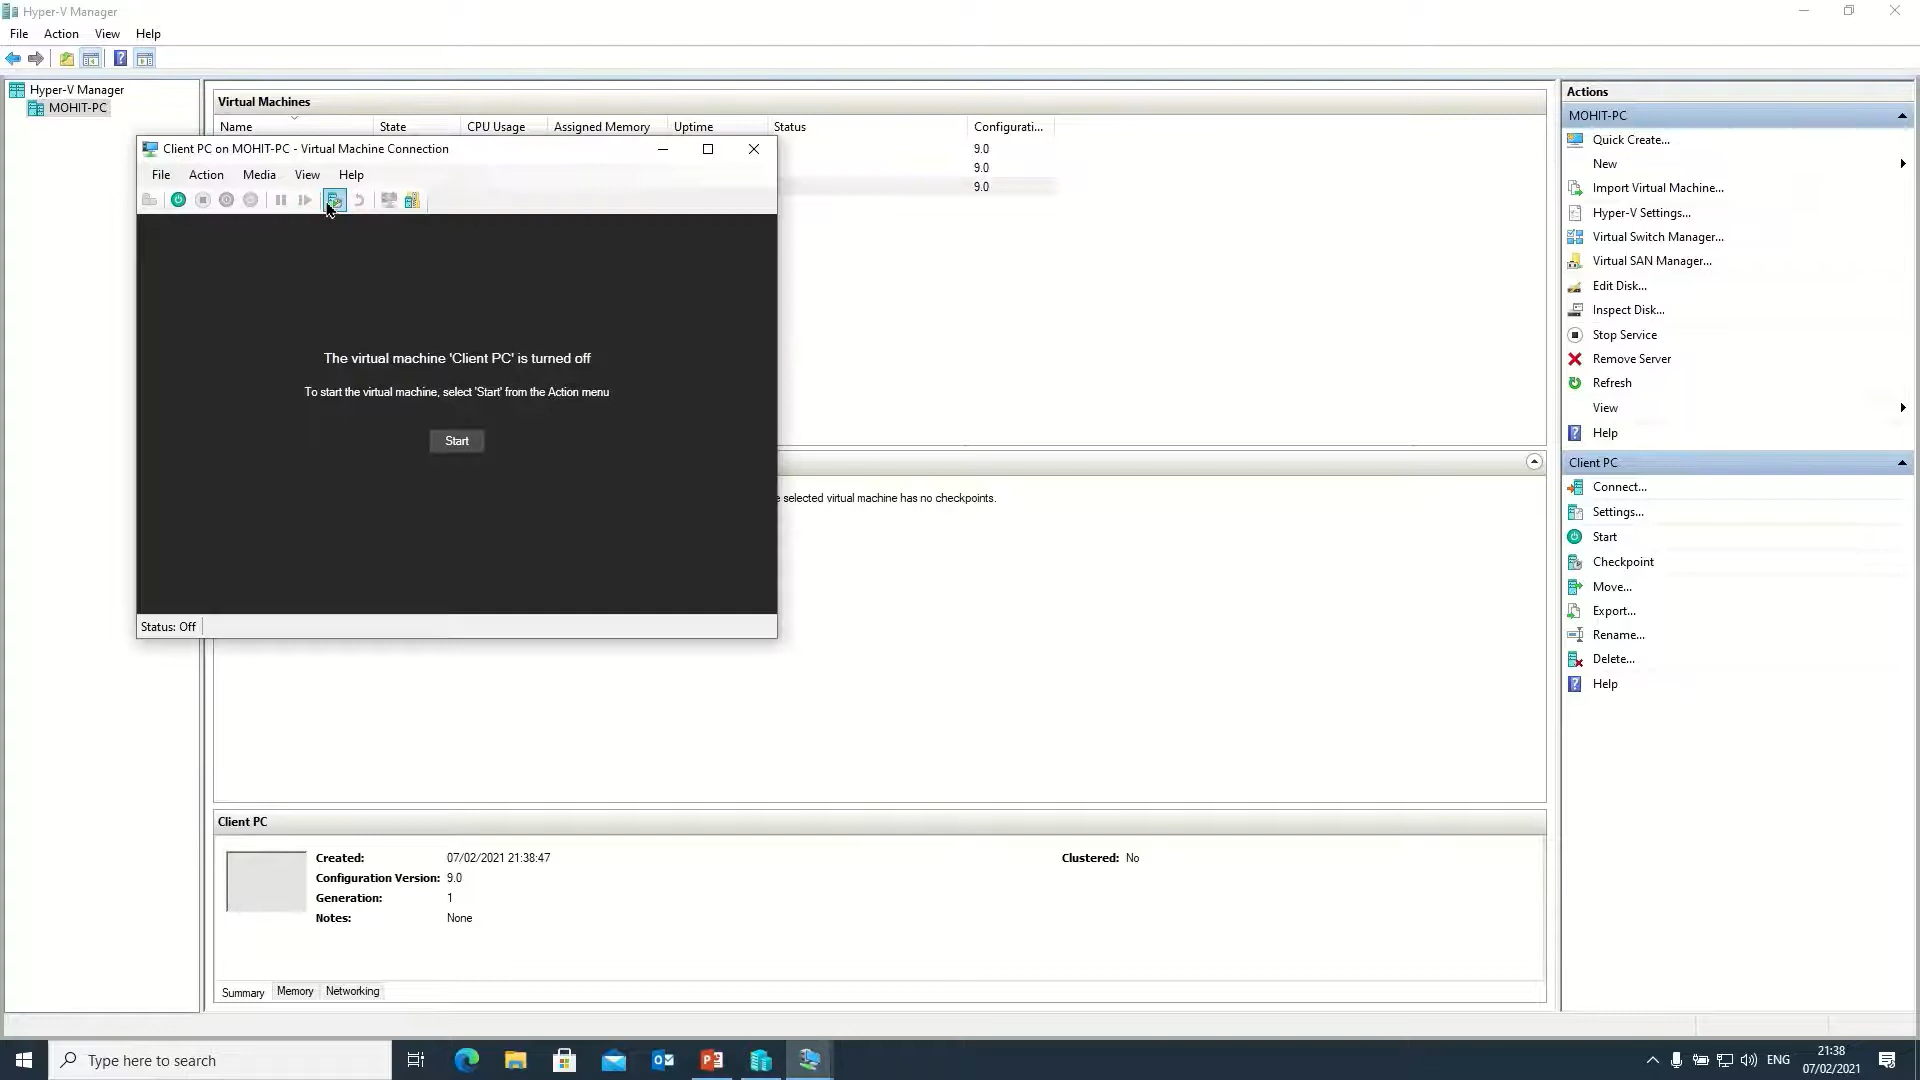 Hyper-V Manager
File Action View Help
Hyper-V Manager
MOHIT-PC
Virtual Machines
Name State CPU Usage Assigned Memory Uptime Status Configurati...
9.0
9.0
9.0
Client PC on MOHIT-PC - Virtual Machine Connection
File Action Media View Help
The virtual machine 'Client PC' is turned off
To start the virtual machine, select 'Start' from the Action menu
Start
Status: Off
selected virtual machine has no checkpoints.
Client PC
Created: 07/02/2021 21:38:47
Configuration Version: 9.0
Generation: 1
Notes: None
Clustered: No
Summary Memory Networking
Actions
MOHIT-PC
Quick Create...
New
Import Virtual Machine...
Hyper-V Settings...
Virtual Switch Manager...
Virtual SAN Manager...
Edit Disk...
Inspect Disk...
Stop Service
Remove Server
Refresh
View
Help
Client PC
Connect...
Settings...
Start
Checkpoint
Move...
Export...
Rename...
Delete...
Help
Type here to search
ENG
21:38
07/02/2021